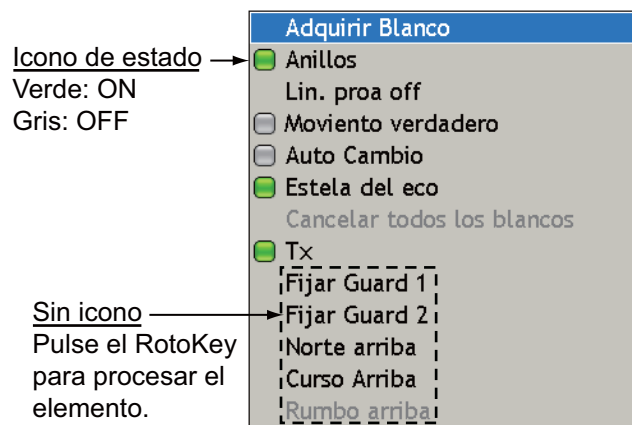 Adquirir Blanco
Icono de estado
Verde: ON
Gris: OFF
Anillos
Lin. proa off
Moviento verdadero
Auto Cambio
Estela del eco
Cancelar todos los blancos
Tx
Sin icono
Pulse el RotoKey
para procesar el
elemento.
Fijar Guard 1
Fijar Guard 2
Norte arriba
Curso Arriba
Rumbo arriba